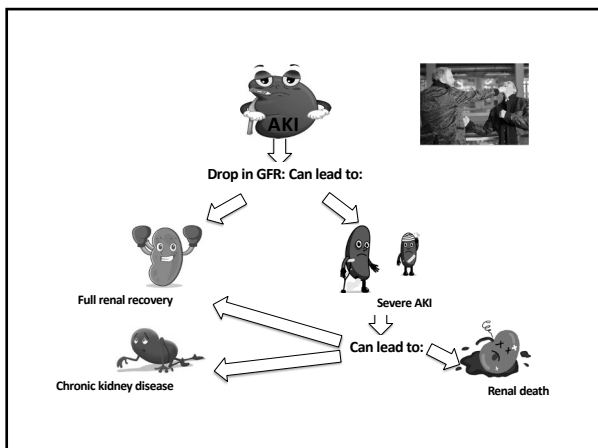 AKI
Drop in GFR: Can lead to:
Full renal recovery
Severe AKI
Can lead to:
Chronic kidney disease
Renal death